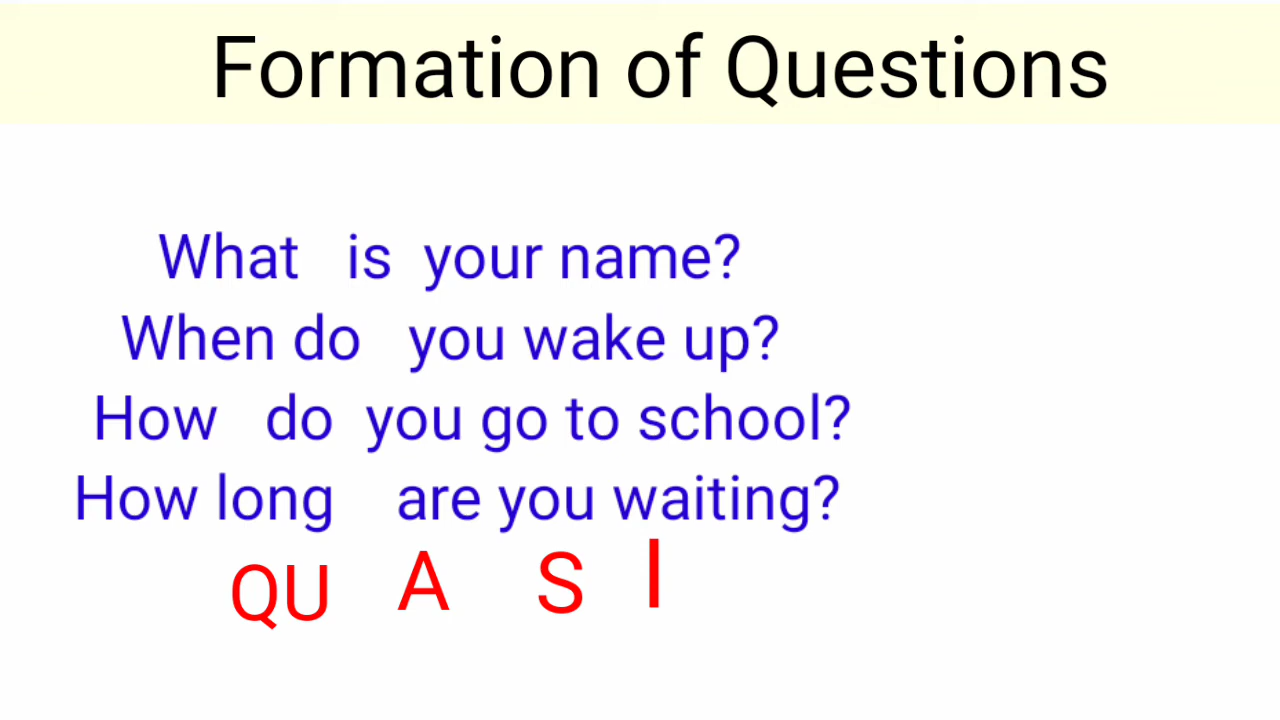 Formation of Questions
What is your name?
When do you wake up?
How do you go to school?
How long are you waiting?
QU A S I